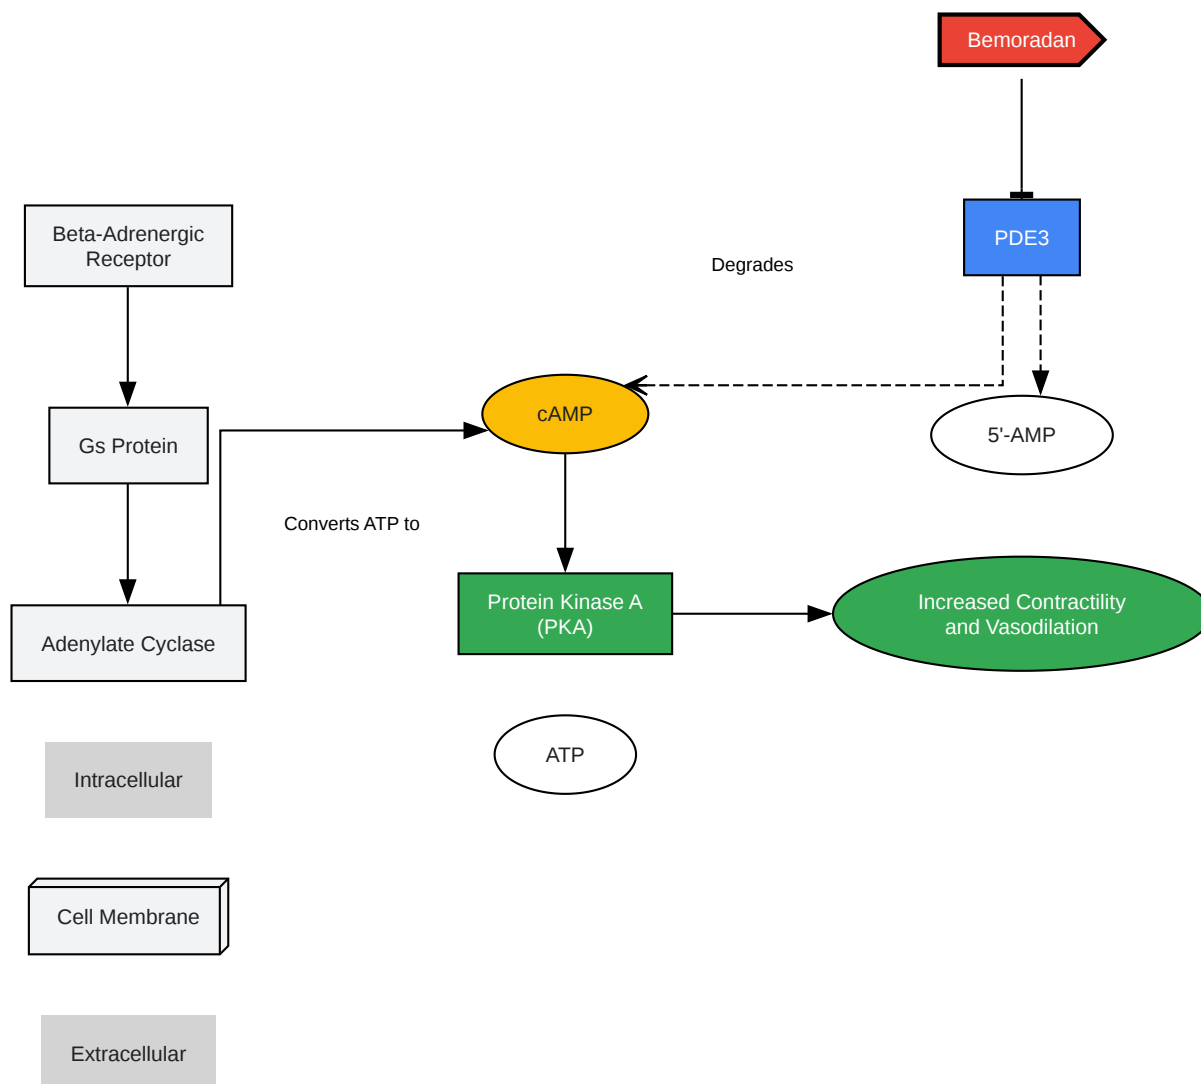 Bemoradan
Beta-Adrenergic
Receptor
PDE3
Degrades
cAMP
5'-AMP
Gs Protein
Converts ATP to
Protein Kinase A
(PKA)
Increased Contractility
and Vasodilation
Adenylate Cyclase
ATP
Intracellular
Cell Membrane
Extracellular